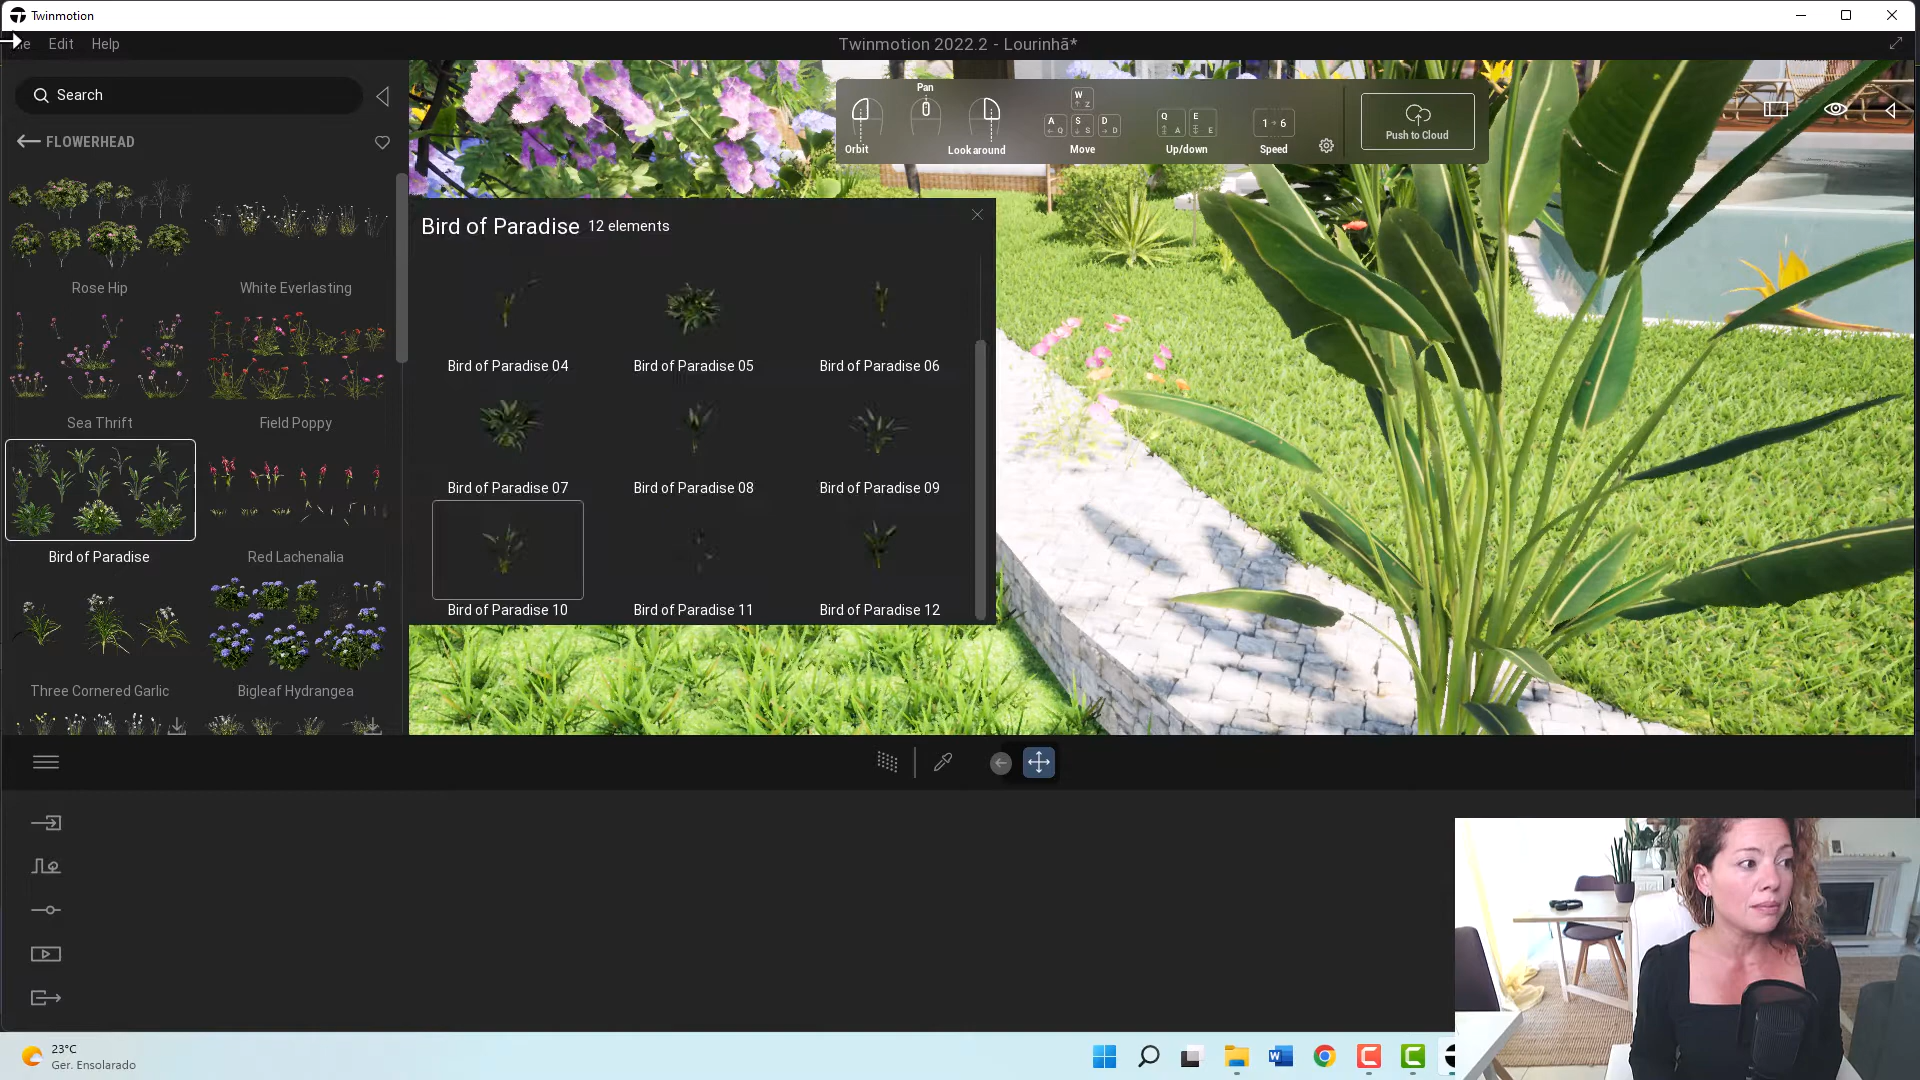 Twinmotion
Edit
Help
Twinmotion 2022.2 - Lourinhã*
Search
FLOWERHEAD
Rose Hip
White Everlasting
Sea Thrift
Field Poppy
Bird of Paradise
Red Lachenalia
Three Cornered Garlic
Bigleaf Hydrangea
Bird of Paradise 12 elements
Bird of Paradise 04
Bird of Paradise 05
Bird of Paradise 06
Bird of Paradise 07
Bird of Paradise 08
Bird of Paradise 09
Bird of Paradise 10
Bird of Paradise 11
Bird of Paradise 12
Orbit
Pan
Look around
W
Z
A
Q
S
S
D
D
Move
Q
A
E
E
Up/down
1 ÷ 6
Speed
Push to Cloud
23°C
Ger. Ensolarado